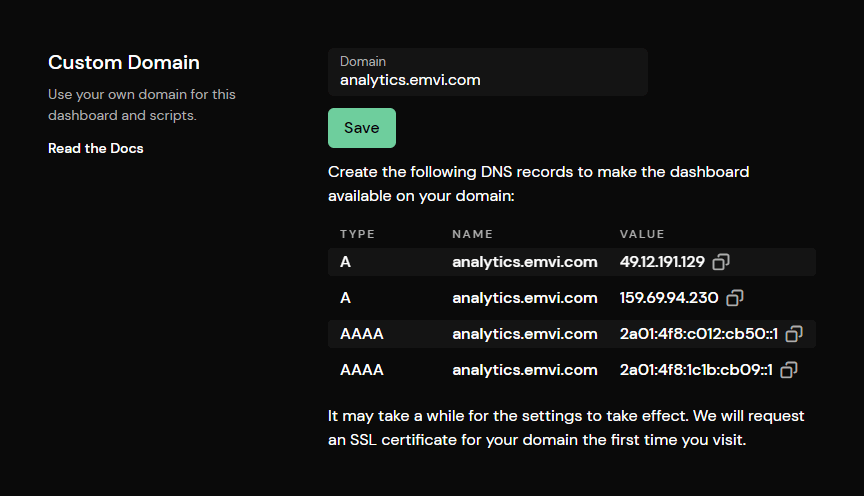 Custom Domain
Use your own domain for this
dashboard and scripts.
Read the Docs
Domain
analytics.emvi.com
Save
Create the following DNS records to make the dashboard
available on your domain:
TYPE NAME VALUE
A analytics.emvi.com 49.12.191.129
A analytics.emvi.com 159.69.94.230
AAAA analytics.emvi.com 2a01:4f8:c012:cb50::1
AAAA analytics.emvi.com 2a01:4f8:1c1b:cb09::1
It may take a while for the settings to take effect. We will request
an SSL certificate for your domain the first time you visit.